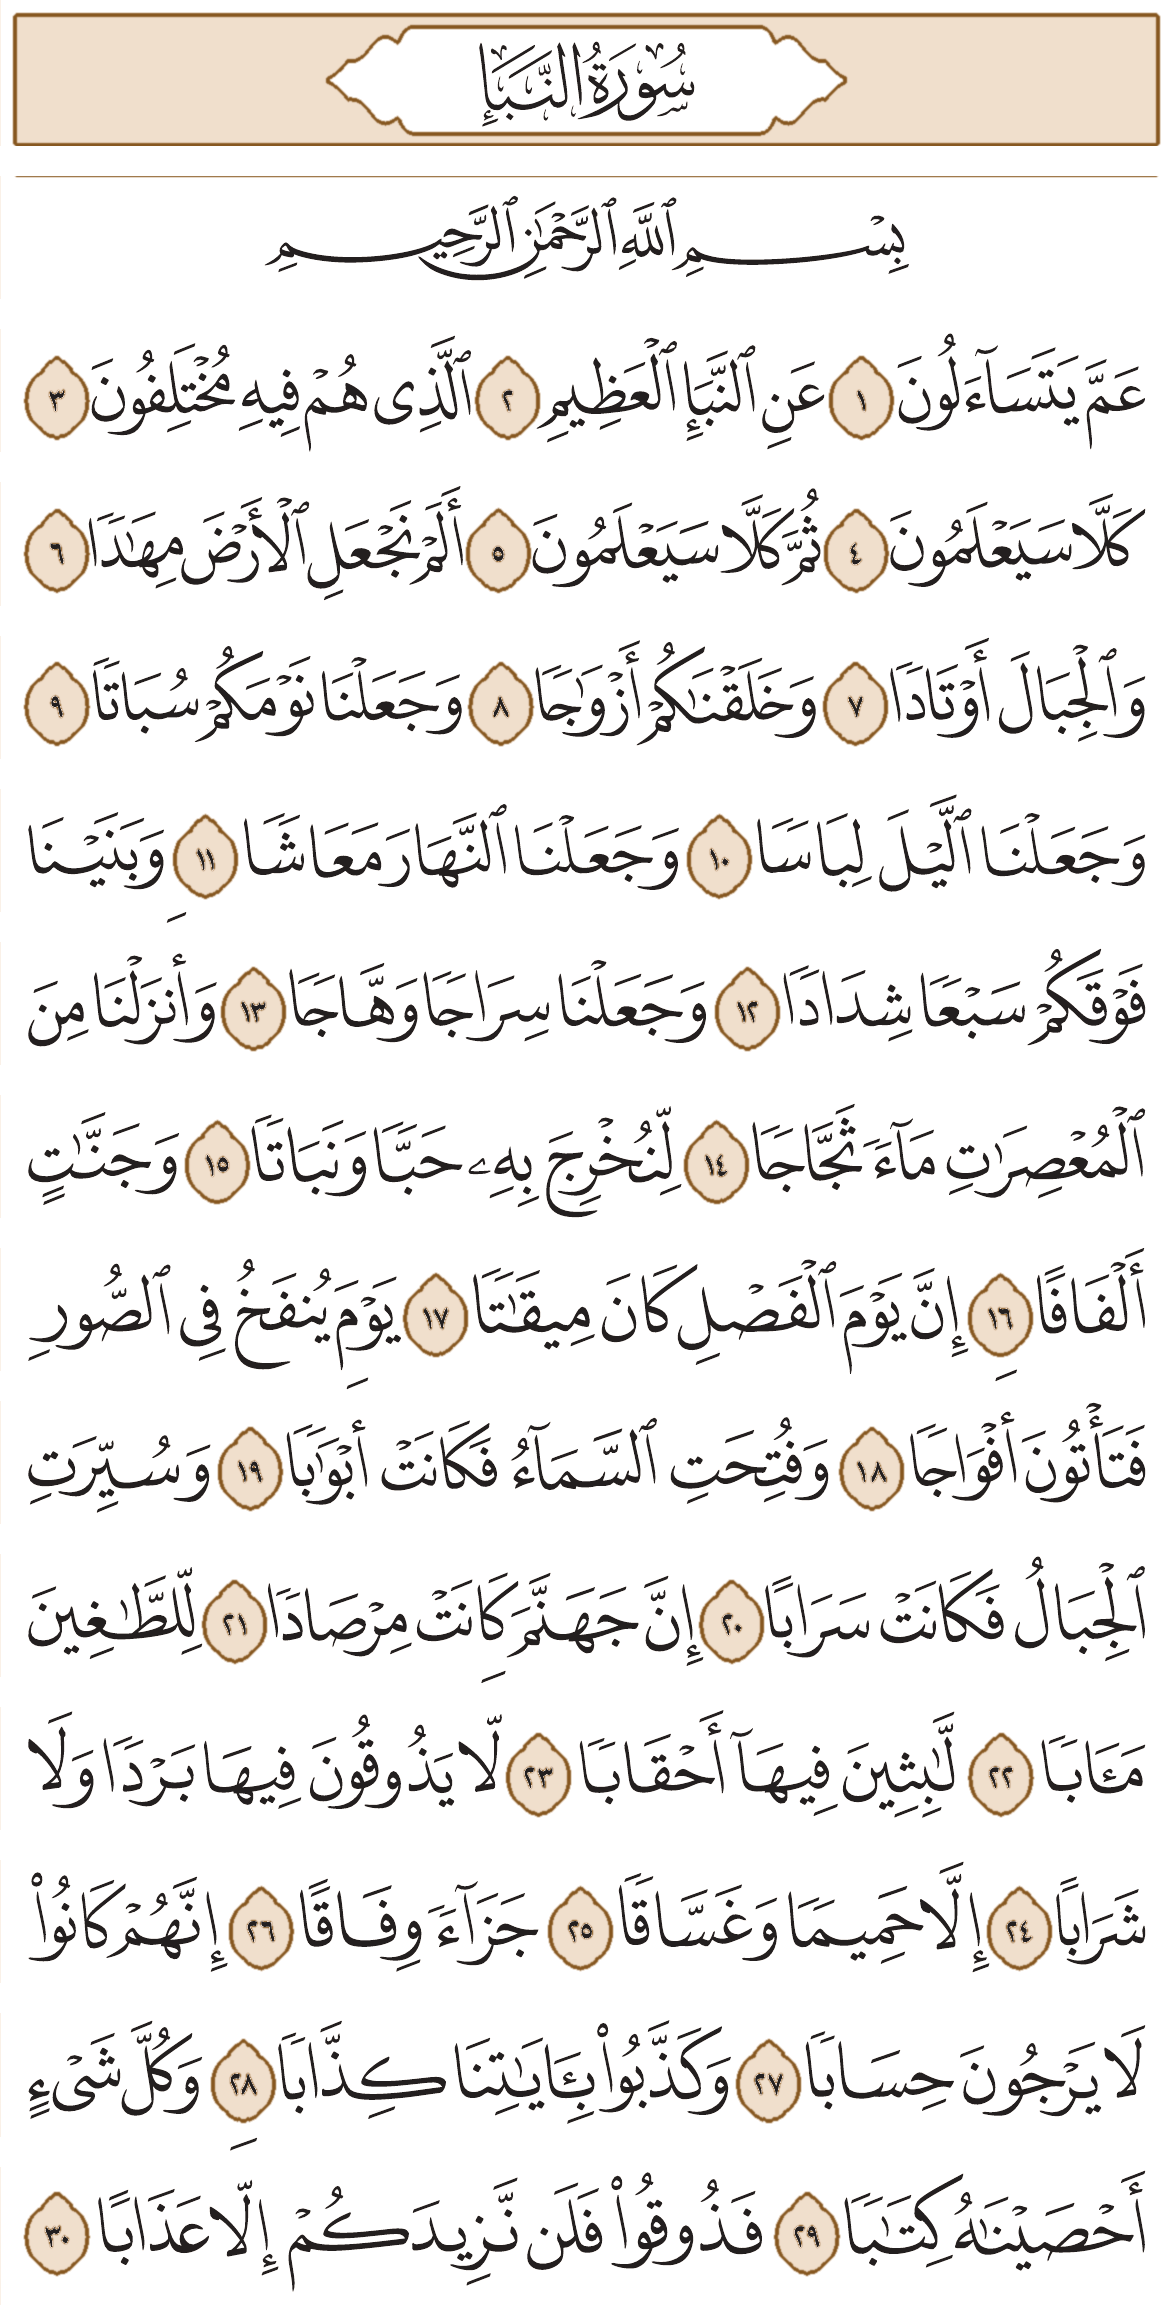 سُورَةُ النَّبَإِ
بِسْمِ ٱللَّهِ ٱلرَّحْمَٰنِ ٱلرَّحِيمِ
عَمَّ يَتَسَآءَلُونَ ١ عَنِ ٱلنَّبَإِ ٱلْعَظِيمِ ٢ ٱلَّذِى هُمْ فِيهِ مُخْتَلِفُونَ ٣
كَلَّا سَيَعْلَمُونَ ٤ ثُمَّ كَلَّا سَيَعْلَمُونَ ٥ أَلَمْ نَجْعَلِ ٱلْأَرْضَ مِهَٰدًا ٦
وَٱلْجِبَالَ أَوْتَادًا ٧ وَخَلَقْنَٰكُمْ أَزْوَٰجًا ٨ وَجَعَلْنَا نَوْمَكُمْ سُبَاتًا ٩
وَجَعَلْنَا ٱلَّيْلَ لِبَاسًا ١٠ وَجَعَلْنَا ٱلنَّهَارَ مَعَاشًا ١١ وَبَنَيْنَا
فَوْقَكُمْ سَبْعًا شِدَادًا ١٢ وَجَعَلْنَا سِرَاجًا وَهَّاجًا ١٣ وَأَنزَلْنَا مِنَ
ٱلْمُعْصِرَٰتِ مَآءً ثَجَّاجًا ١٤ لِّنُخْرِجَ بِهِۦ حَبًّا وَنَبَاتًا ١٥ وَجَنَّٰتٍ
أَلْفَافًا ١٦ إِنَّ يَوْمَ ٱلْفَصْلِ كَانَ مِيقَٰتًا ١٧ يَوْمَ يُنفَخُ فِى ٱلصُّورِ
فَتَأْتُونَ أَفْوَاجًا ١٨ وَفُتِحَتِ ٱلسَّمَآءُ فَكَانَتْ أَبْوَٰبًا ١٩ وَسُيِّرَتِ
ٱلْجِبَالُ فَكَانَتْ سَرَابًا ٢٠ إِنَّ جَهَنَّمَ كَانَتْ مِرْصَادًا ٢١ لِّلطَّٰغِينَ
مَـَٔابًا ٢٢ لَّٰبِثِينَ فِيهَآ أَحْقَابًا ٢٣ لَّا يَذُوقُونَ فِيهَا بَرْدًا وَلَا
شَرَابًا ٢٤ إِلَّا حَمِيمًا وَغَسَّاقًا ٢٥ جَزَآءً وِفَاقًا ٢٦ إِنَّهُمْ كَانُوا۟
لَا يَرْجُونَ حِسَابًا ٢٧ وَكَذَّبُوا۟ بِـَٔايَٰتِنَا كِذَّابًا ٢٨ وَكُلَّ شَىْءٍ
أَحْصَيْنَٰهُ كِتَٰبًا ٢٩ فَذُوقُوا۟ فَلَن نَّزِيدَكُمْ إِلَّا عَذَابًا ٣٠